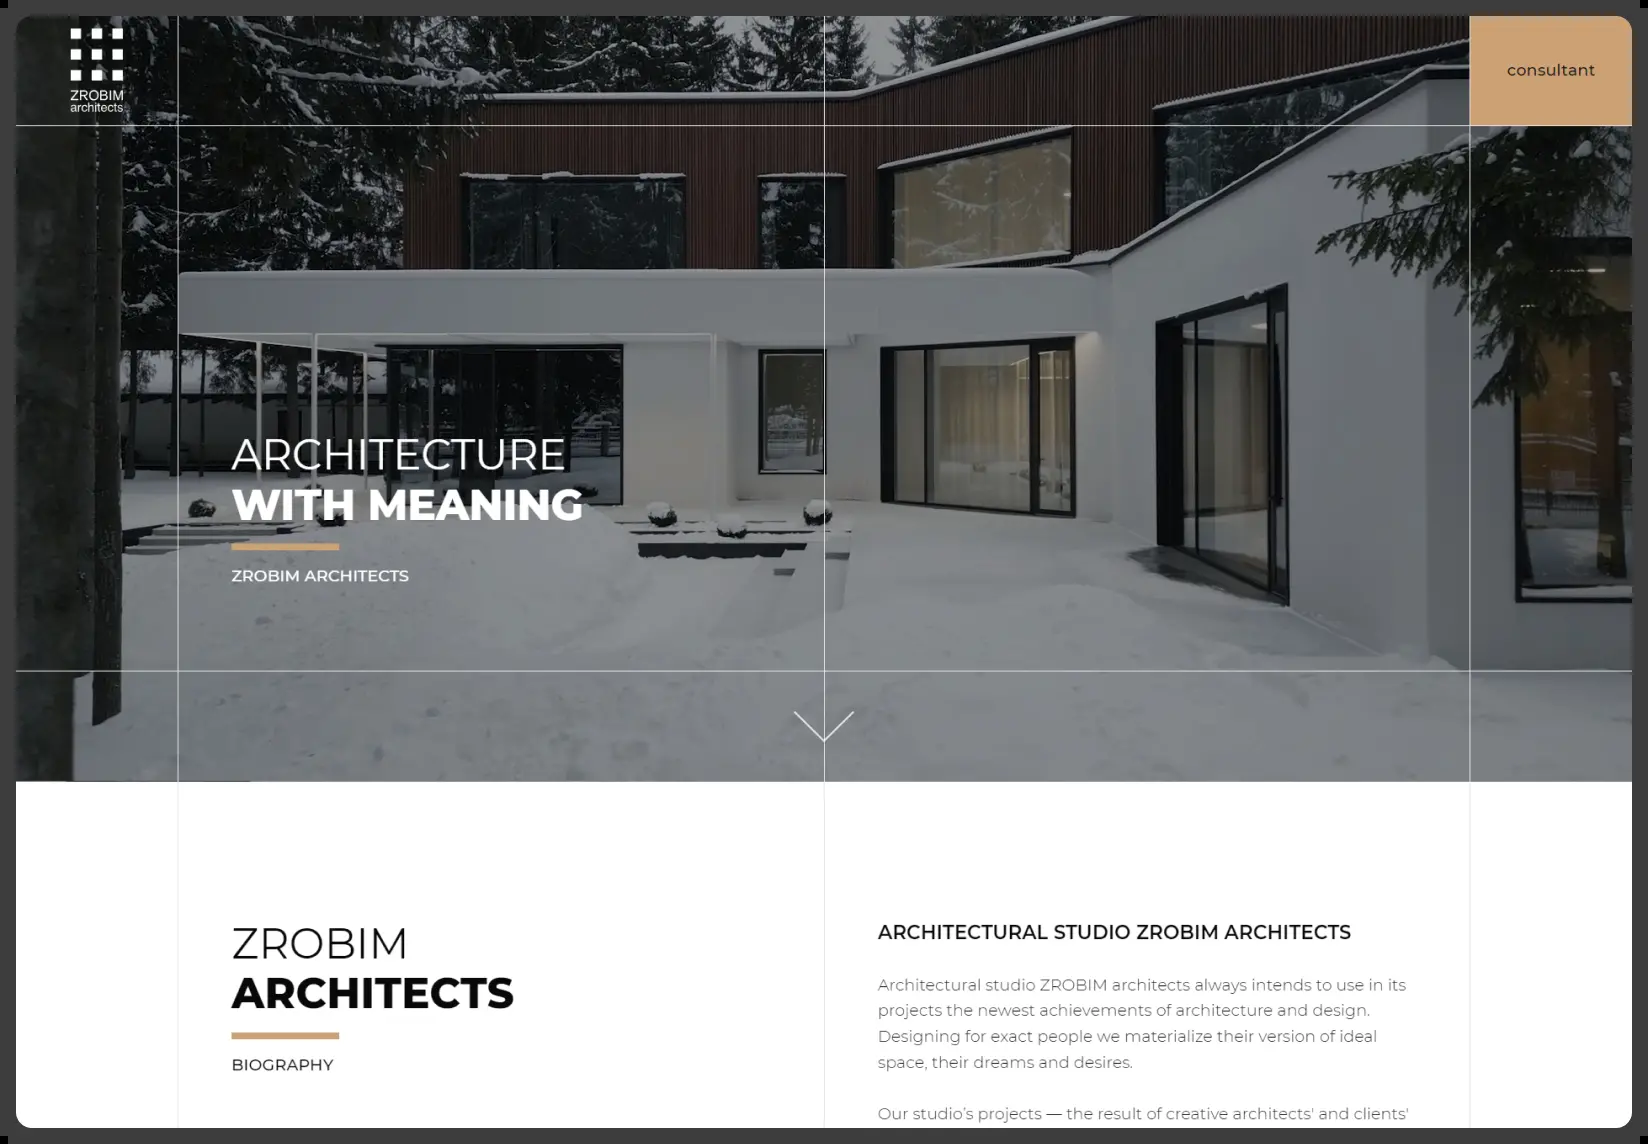 ZROBIM
architects
consultant
ARCHITECTURE
WITH MEANING
ZROBIM ARCHITECTS
ZROBIM
ARCHITECTS
BIOGRAPHY
ARCHITECTURAL STUDIO ZROBIM ARCHITECTS
Architectural studio ZROBIM architects always intends to use in its
projects the newest achievements of architecture and design.
Designing for exact people we materialize their version of ideal
space, their dreams and desires.
Our studio's projects — the result of creative architects' and clients'